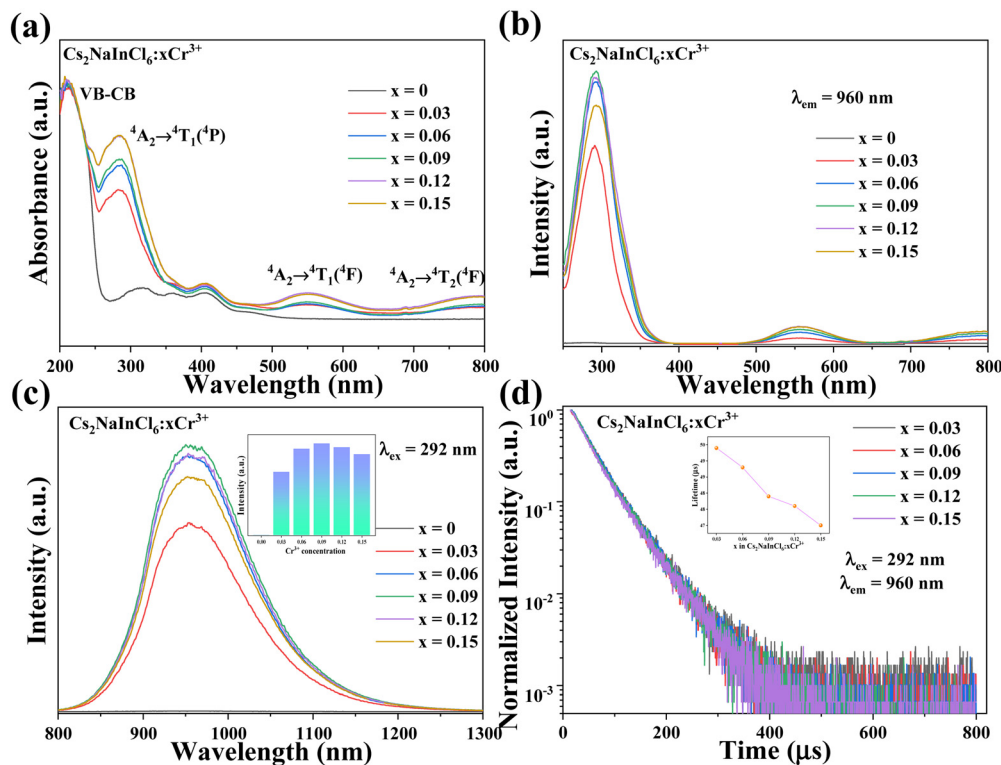 (a)
Cs₂NaInCl₆:xCr³⁺
VB-CB
⁴A₂→⁴T₁(⁴P)
x = 0
x = 0.03
x = 0.06
x = 0.09
x = 0.12
x = 0.15
⁴A₂→⁴T₁(⁴F)
⁴A₂→⁴T₂(⁴F)
Absorbance (a.u.)
200 300 400 500 600 700 800
Wavelength (nm)
(b)
Cs₂NaInCl₆:xCr³⁺
λem = 960 nm
x = 0
x = 0.03
x = 0.06
x = 0.09
x = 0.12
x = 0.15
Intensity (a.u.)
300 400 500 600 700 800
Wavelength (nm)
(c)
Cs₂NaInCl₆:xCr³⁺
λex = 292 nm
Intensity (a.u.)
0.00 0.03 0.06 0.09 0.12 0.15
Cr³⁺ concentration
x = 0
x = 0.03
x = 0.06
x = 0.09
x = 0.12
x = 0.15
Intensity (a.u.)
800 900 1000 1100 1200 1300
Wavelength (nm)
(d)
Cs₂NaInCl₆:xCr³⁺
x = 0.03
x = 0.06
x = 0.09
x = 0.12
x = 0.15
50
49
48
48
47
Lifetime (μs)
0.03 0.06 0.09 0.12 0.15
x in Cs₂NaInCl₆:xCr³⁺
λex = 292 nm
λem = 960 nm
10⁰
10⁻¹
10⁻²
10⁻³
Normalized Intensity (a.u.)
0 200 400 600 800
Time (μs)